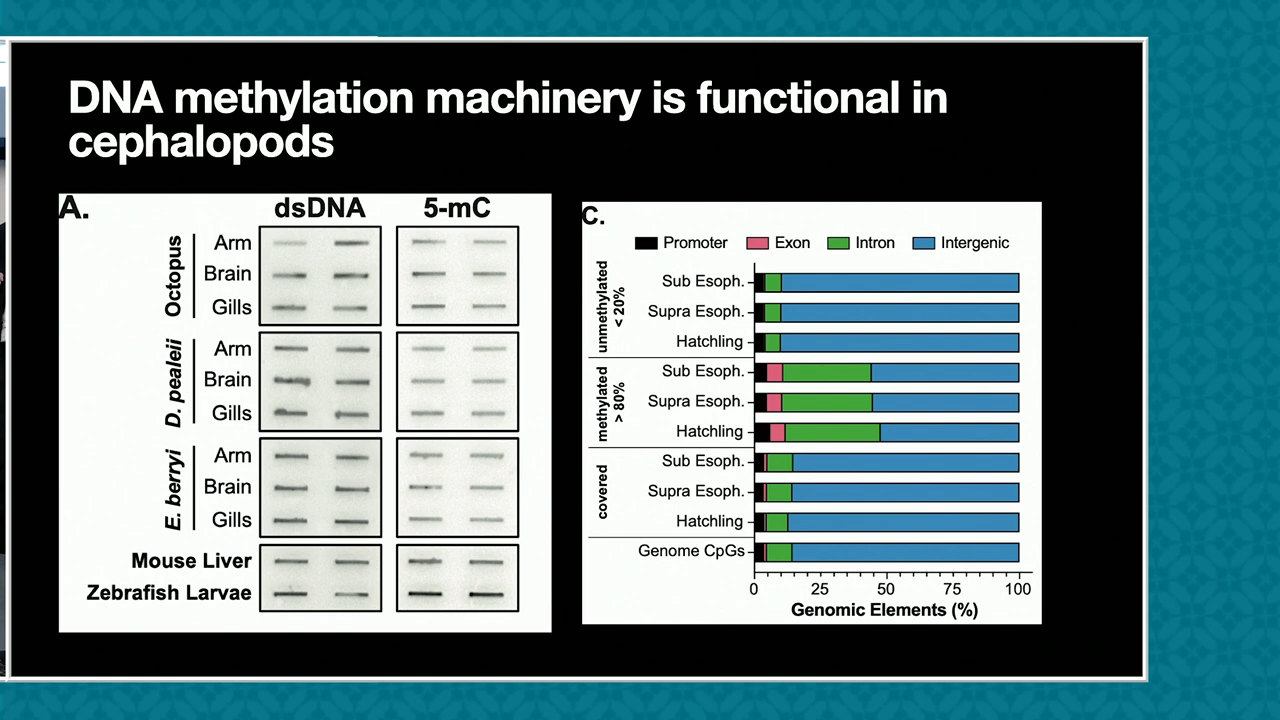 DNA methylation machinery is functional in
cephalopods
A.
dsDNA 5-mC
Octopus
Arm
Brain
Gills
D. pealeii
Arm
Brain
Gills
E. berryi
Arm
Brain
Gills
Mouse Liver
Zebrafish Larvae
C.
Promoter Exon Intron Intergenic
unmethylated
< 20%
Sub Esoph.
Supra Esoph.
Hatchling
methylated
> 80%
Sub Esoph.
Supra Esoph.
Hatchling
covered
Sub Esoph.
Supra Esoph.
Hatchling
Genome CpGs
0 25 50 75 100
Genomic Elements (%)